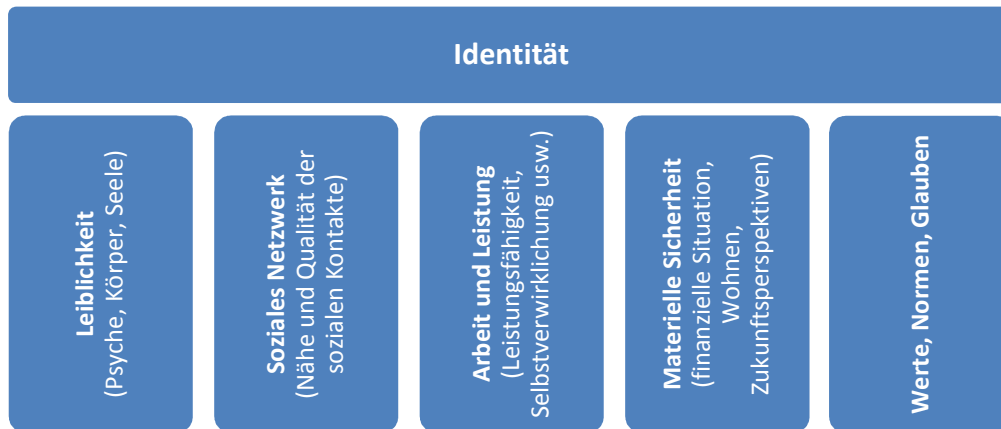 Identität
Leiblichkeit
(Psyche, Körper, Seele)
Soziales Netzwerk
(Nähe und Qualität der
sozialen Kontakte)
Arbeit und Leistung
(Leistungsfähigkeit,
Selbstverwirklichung usw.)
Materielle Sicherheit
(finanzielle Situation,
Wohnen,
Zukunftsperspektiven)
Werte, Normen, Glauben